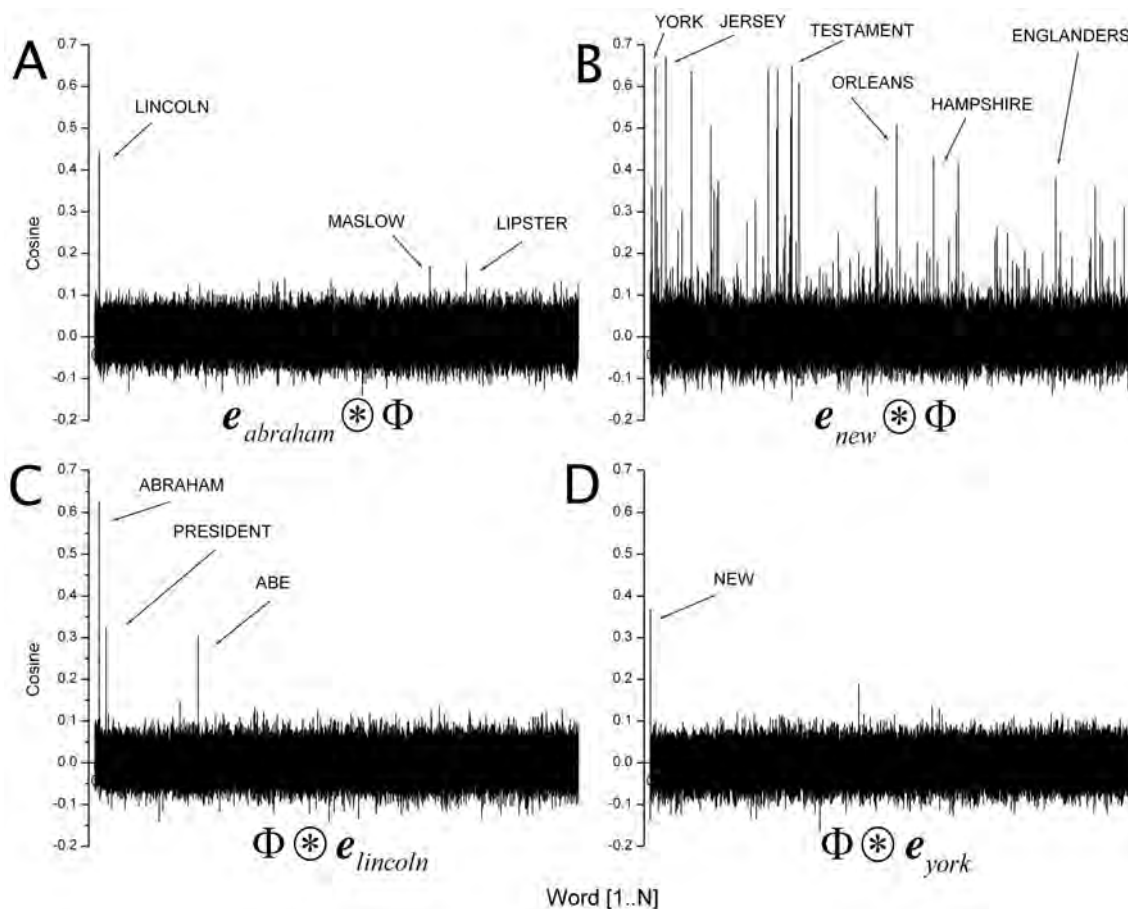 A
0.7
0.6
0.5
0.4
0.3
0.2
0.1
0.0
-0.1
-0.2
Cosine
LINCOLN
MASLOW
LIPSTER
e abraham ⊛ Φ
B
0.7
0.6
0.5
0.4
0.3
0.2
0.1
0.0
-0.1
-0.2
YORK
JERSEY
TESTAMENT
ENGLANDERS
ORLEANS
HAMPSHIRE
e new ⊛ Φ
C
0.7
0.6
0.5
0.4
0.3
0.2
0.1
0.0
-0.1
-0.2
Cosine
ABRAHAM
PRESIDENT
ABE
Φ ⊛ e lincoln
D
0.7
0.6
0.5
0.4
0.3
0.2
0.1
0.0
-0.1
-0.2
NEW
Φ ⊛ e york
Word [1..N]